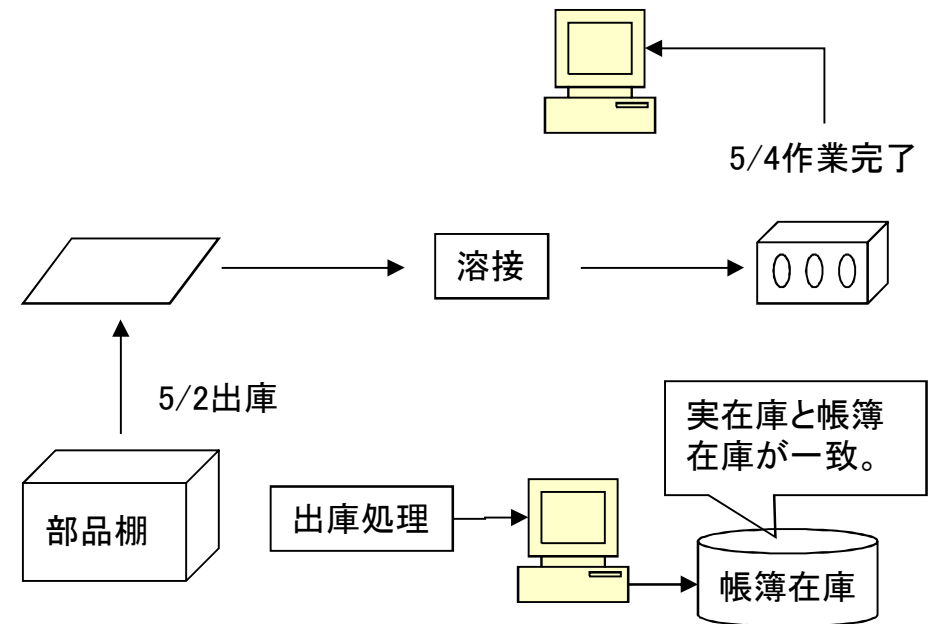 5/4作業完了
溶接
5/2出庫
実在庫と帳簿
在庫が一致。
部品棚
出庫処理
帳簿在庫